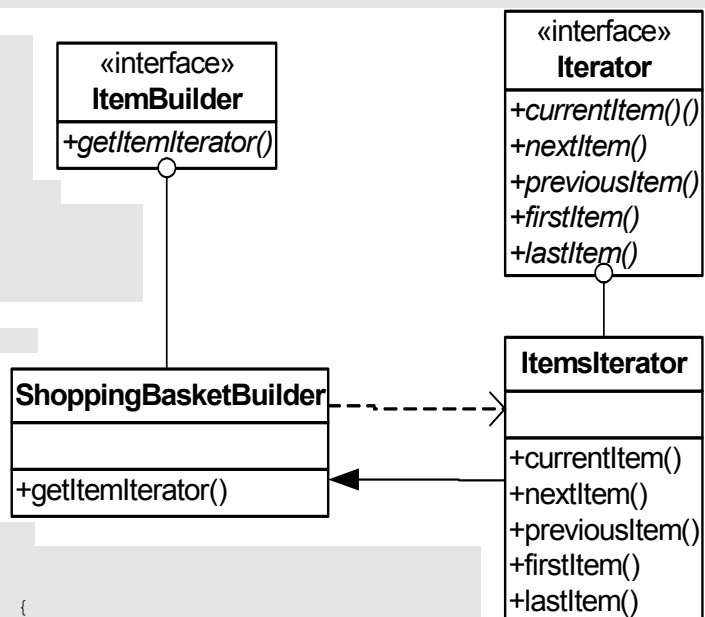 «interface»
ItemBuilder
+getItemIterator()
«interface»
Iterator
+currentItem()()
+nextItem()
+previousItem()
+firstItem()
+lastItem()
ShoppingBasketBuilder
+getItemIterator()
ItemsIterator
+currentItem()
+nextItem()
+previousItem()
+firstItem()
+lastItem()
{